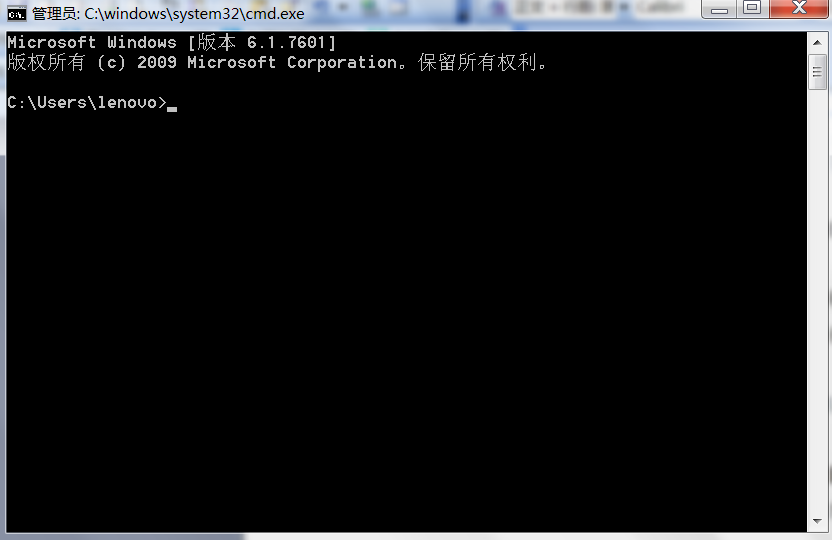 管理员: C:\windows\system32\cmd.exe
Microsoft Windows [版本 6.1.7601]
版权所有 (c) 2009 Microsoft Corporation。保留所有权利。
C:\Users\lenovo>